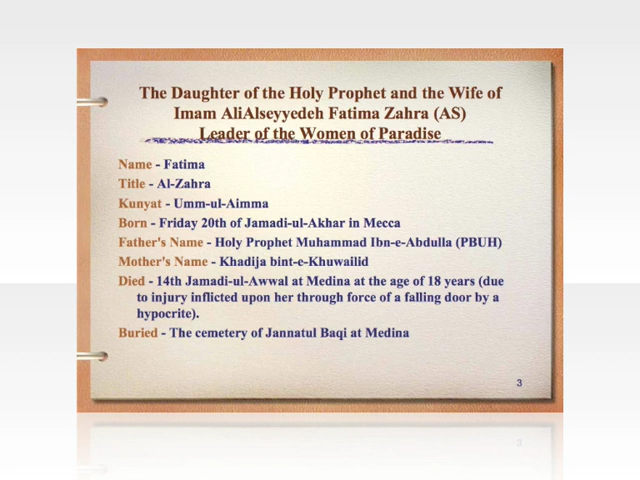 The Daughter of the Holy Prophet and the Wife of
Imam AliAlseyyedeh Fatima Zahra (AS)
Leader of the Women of Paradise
Name - Fatima
Title - Al-Zahra
Kunyat - Umm-ul-Aimma
Born - Friday 20th of Jamadi-ul-Akhar in Mecca
Father's Name - Holy Prophet Muhammad Ibn-e-Abdulla (PBUH)
Mother's Name - Khadija bint-e-Khuwailid
Died - 14th Jamadi-ul-Awwal at Medina at the age of 18 years (due
to injury inflicted upon her through force of a falling door by a
hypocrite).
Buried - The cemetery of Jannatul Baqi at Medina
3